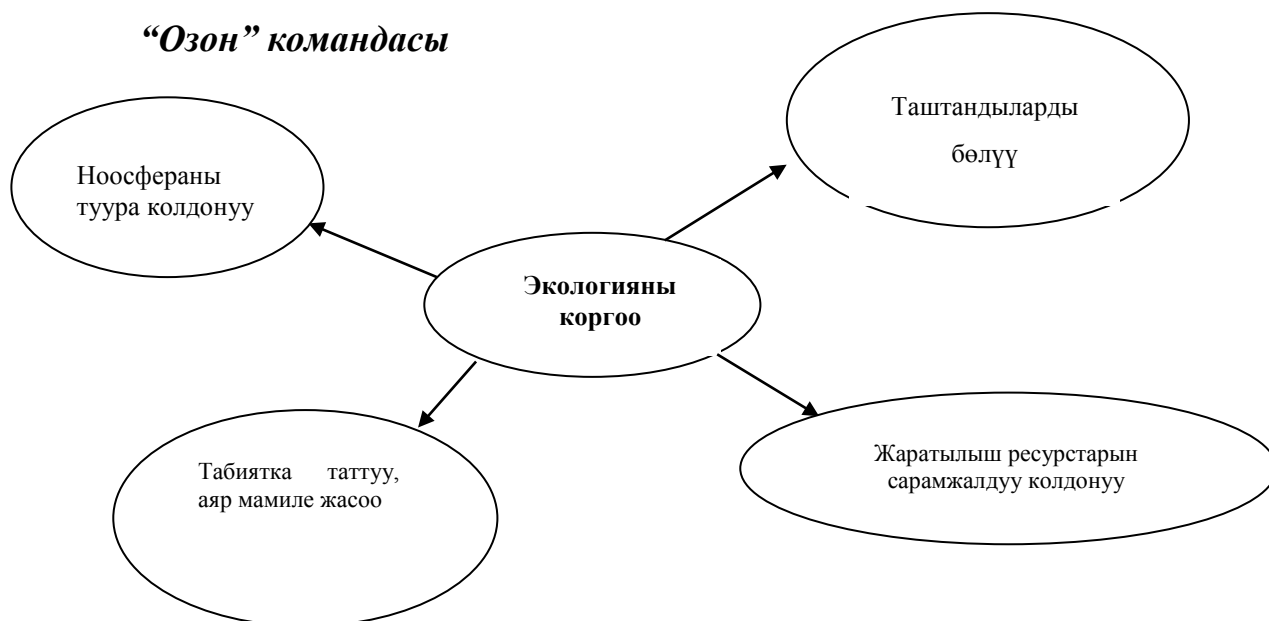 “Озон” командасы
Таштандыларды
бөлүү
Ноосфераны
туура колдонуу
Экологияны
коргоо
Табиятка таттуу,
аяр мамиле жасоо
Жаратылыш ресурстарын
сарамжалдуу колдонуу